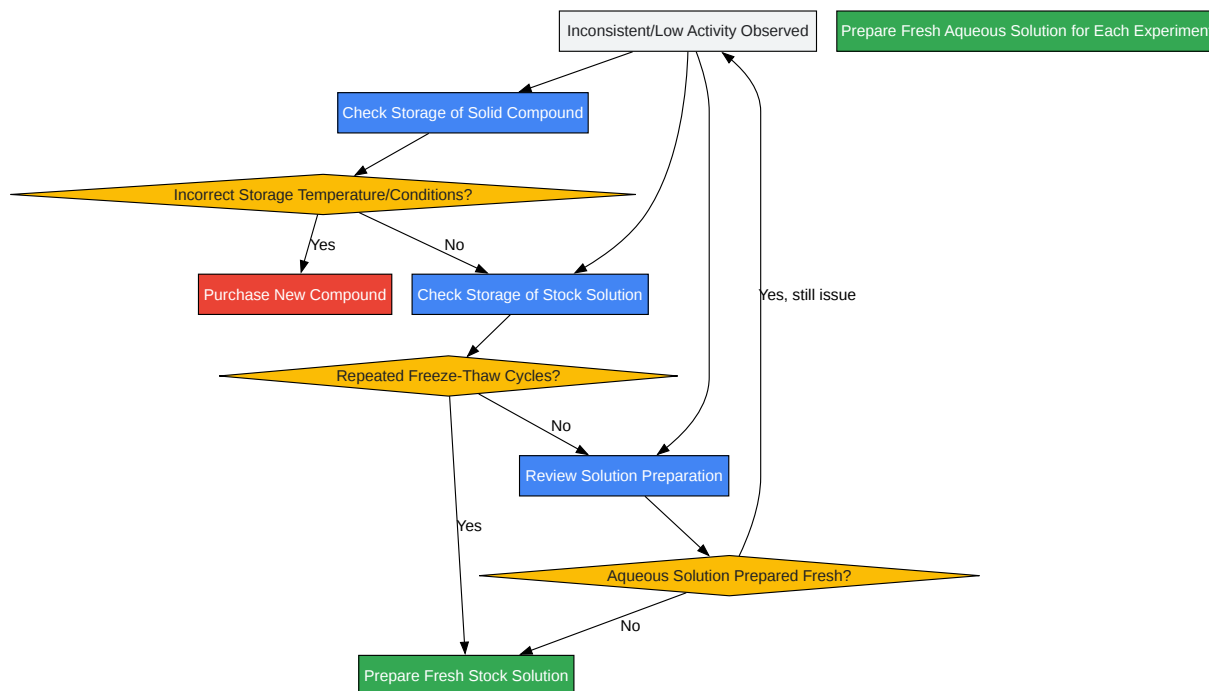 Inconsistent/Low Activity Observed
Prepare Fresh Aqueous Solution for Each Experiment
Check Storage of Solid Compound
Incorrect Storage Temperature/Conditions?
Yes
No
Purchase New Compound
Check Storage of Stock Solution
Yes, still issue
Repeated Freeze-Thaw Cycles?
No
Review Solution Preparation
Yes
Aqueous Solution Prepared Fresh?
No
Prepare Fresh Stock Solution